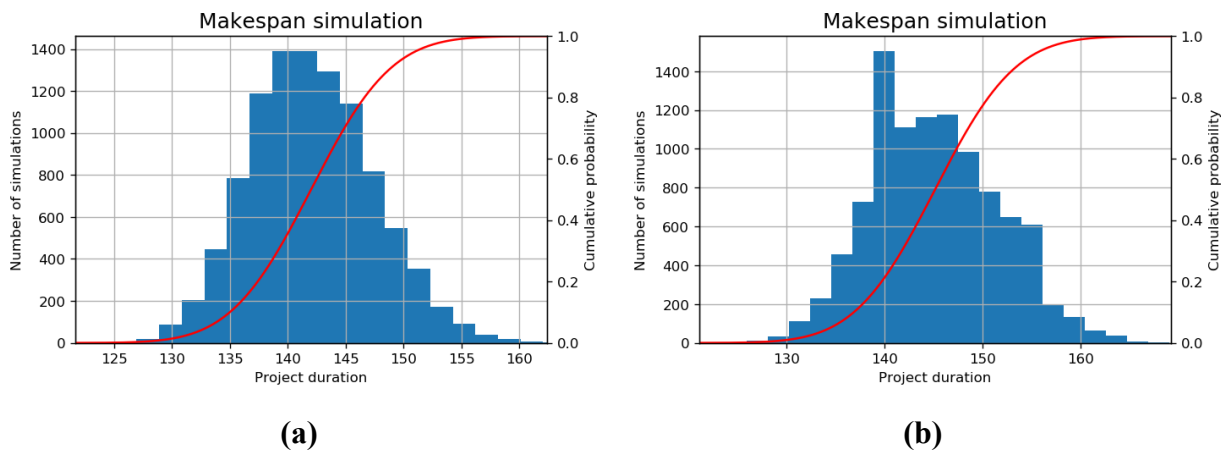 Makespan simulation
Number of simulations
1400
1200
1000
800
600
400
200
0
125 130 135 140 145 150 155 160
Project duration
1.0
0.8
0.6
0.4
0.2
0.0
Cumulative probability
(a)
Makespan simulation
Number of simulations
1400
1200
1000
800
600
400
200
0
130 140 150 160
Project duration
1.0
0.8
0.6
0.4
0.2
0.0
Cumulative probability
(b)